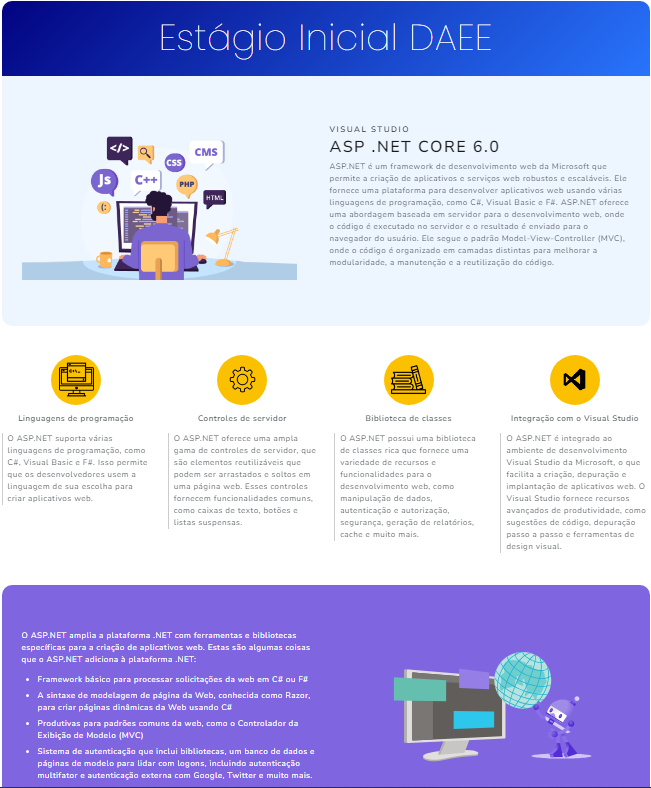 Estágio Inicial DAEE
</>
CMS
CSS
Js
C++
PHP
HTML
{:
VISUAL STUDIO
ASP .NET CORE 6.0
ASP.NET é um framework de desenvolvimento web da Microsoft que
permite a criação de aplicativos e serviços web robustos e escaláveis. Ele
fornece uma plataforma para desenvolver aplicativos web usando várias
linguagens de programação, como C#, Visual Basic e F#. ASP.NET oferece
uma abordagem baseada em servidor para o desenvolvimento web, onde
o código é executado no servidor e o resultado é enviado para o
navegador do usuário. Ele segue o padrão Model-View-Controller (MVC),
onde o código é organizado em camadas distintas para melhorar a
modularidade, a manutenção e a reutilização do código.
Linguagens de programação
O ASP.NET suporta várias
linguagens de programação, como
C#, Visual Basic e F#. Isso permite
que os desenvolvedores usem a
linguagem de sua escolha para
criar aplicativos web.
Controles de servidor
O ASP.NET oferece uma ampla
gama de controles de servidor, que
são elementos reutilizáveis que
podem ser arrastados e soltos em
uma página web. Esses controles
fornecem funcionalidades comuns,
como caixas de texto, botões e
listas suspensas.
Biblioteca de classes
O ASP.NET possui uma biblioteca
de classes rica que fornece uma
variedade de recursos e
funcionalidades para o
desenvolvimento web, como
manipulação de dados,
autenticação e autorização,
segurança, geração de relatórios,
cache e muito mais.
Integração com o Visual Studio
O ASP.NET é integrado ao
ambiente de desenvolvimento
Visual Studio da Microsoft, o que
facilita a criação, depuração e
implantação de aplicativos web. O
Visual Studio fornece recursos
avançados de produtividade, como
sugestões de código, depuração
passo a passo e ferramentas de
design visual.
O ASP.NET amplia a plataforma .NET com ferramentas e bibliotecas
específicas para a criação de aplicativos web. Estas são algumas coisas
que o ASP.NET adiciona à plataforma .NET:
• Framework básico para processar solicitações da web em C# ou F#
• A sintaxe de modelagem de página da Web, conhecida como Razor,
para criar páginas dinâmicas da Web usando C#
• Produtivas para padrões comuns da web, como o Controlador da
Exibição de Modelo (MVC)
• Sistema de autenticação que inclui bibliotecas, um banco de dados e
páginas de modelo para lidar com logons, incluindo autenticação
multifator e autenticação externa com Google, Twitter e muito mais.